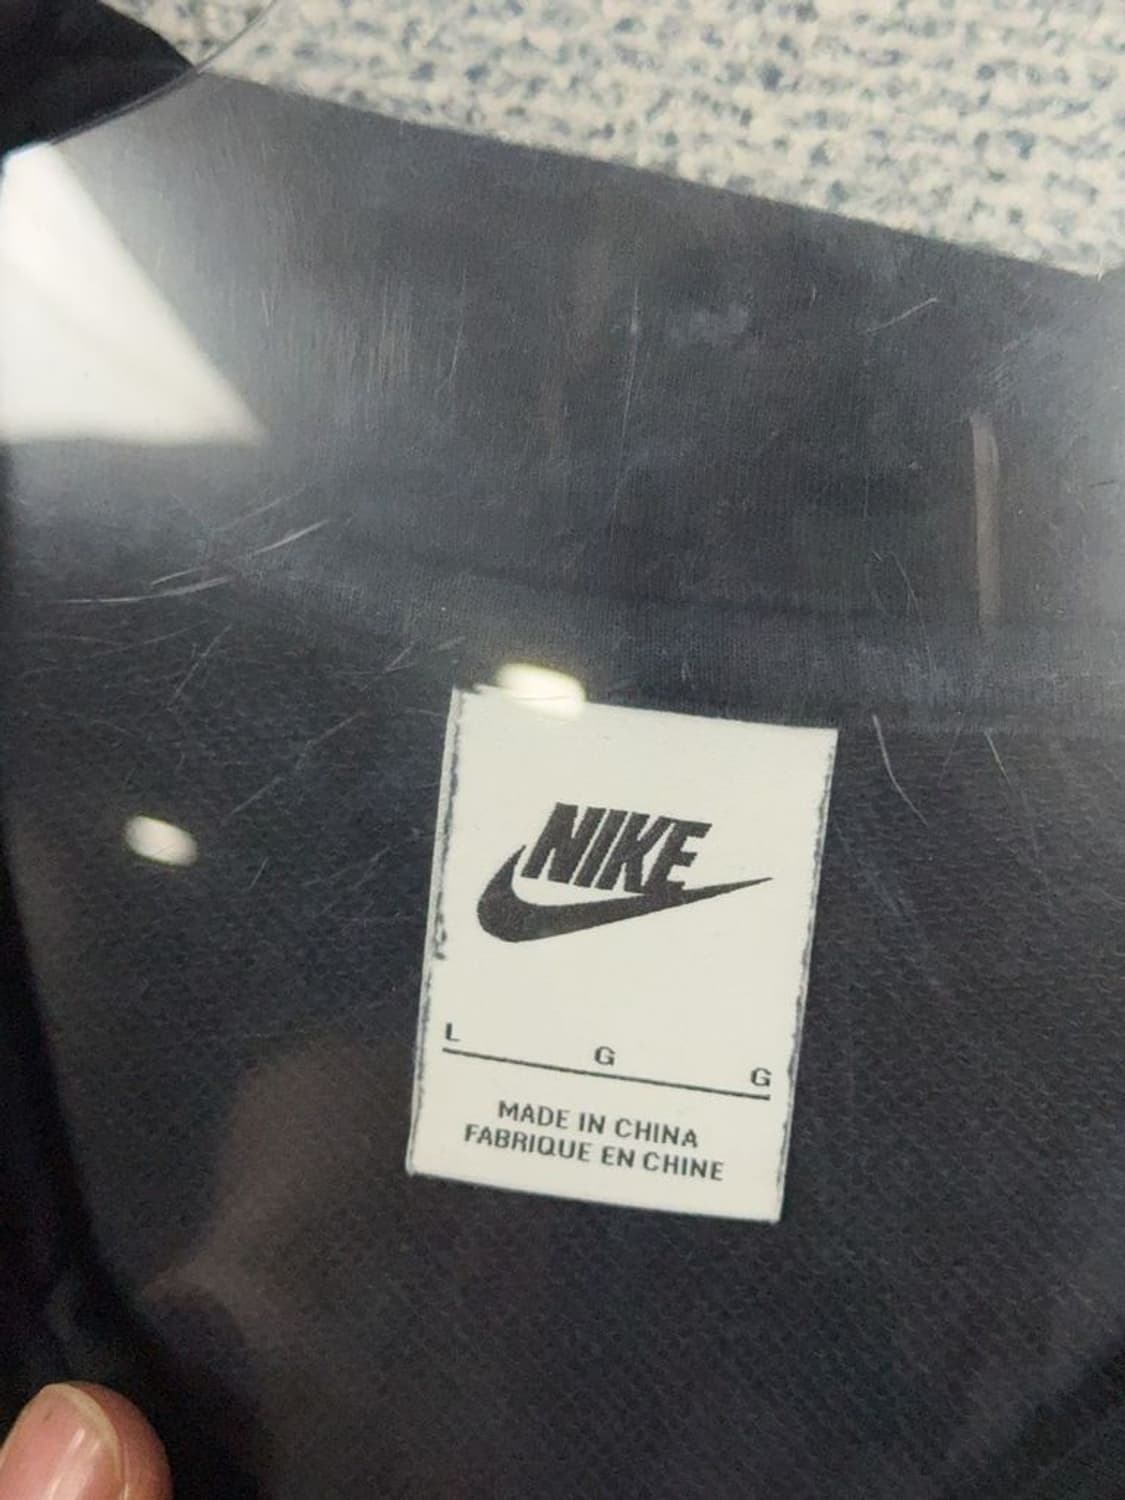 NIKE
L G G
MADE IN CHINA
FABRIQUE EN CHINE